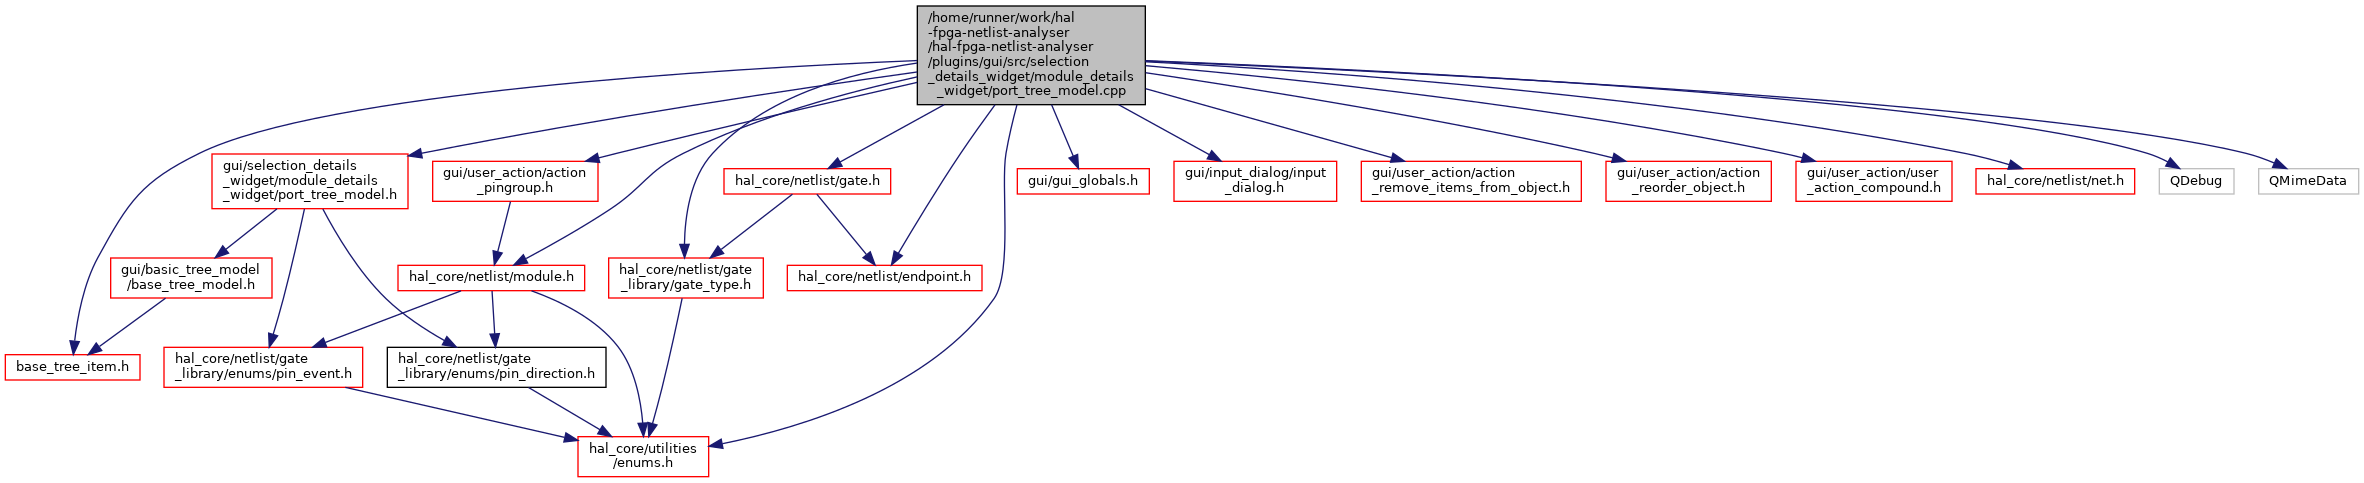 /home/runner/work/hal
-fpga-netlist-analyser
/hal-fpga-netlist-analyser
/plugins/gui/src/selection
_details_widget/module_details
_widget/port_tree_model.cpp
gui/selection_details
_widget/module_details
_widget/port_tree_model.h
gui/user_action/action
_pingroup.h
hal_core/netlist/gate.h
gui/gui_globals.h
gui/input_dialog/input
_dialog.h
gui/user_action/action
_remove_items_from_object.h
gui/user_action/action
_reorder_object.h
gui/user_action/user
_action_compound.h
hal_core/netlist/net.h
QDebug
QMimeData
gui/basic_tree_model
/base_tree_model.h
hal_core/netlist/module.h
hal_core/netlist/gate
_library/gate_type.h
hal_core/netlist/endpoint.h
base_tree_item.h
hal_core/netlist/gate
_library/enums/pin_event.h
hal_core/netlist/gate
_library/enums/pin_direction.h
hal_core/utilities
/enums.h